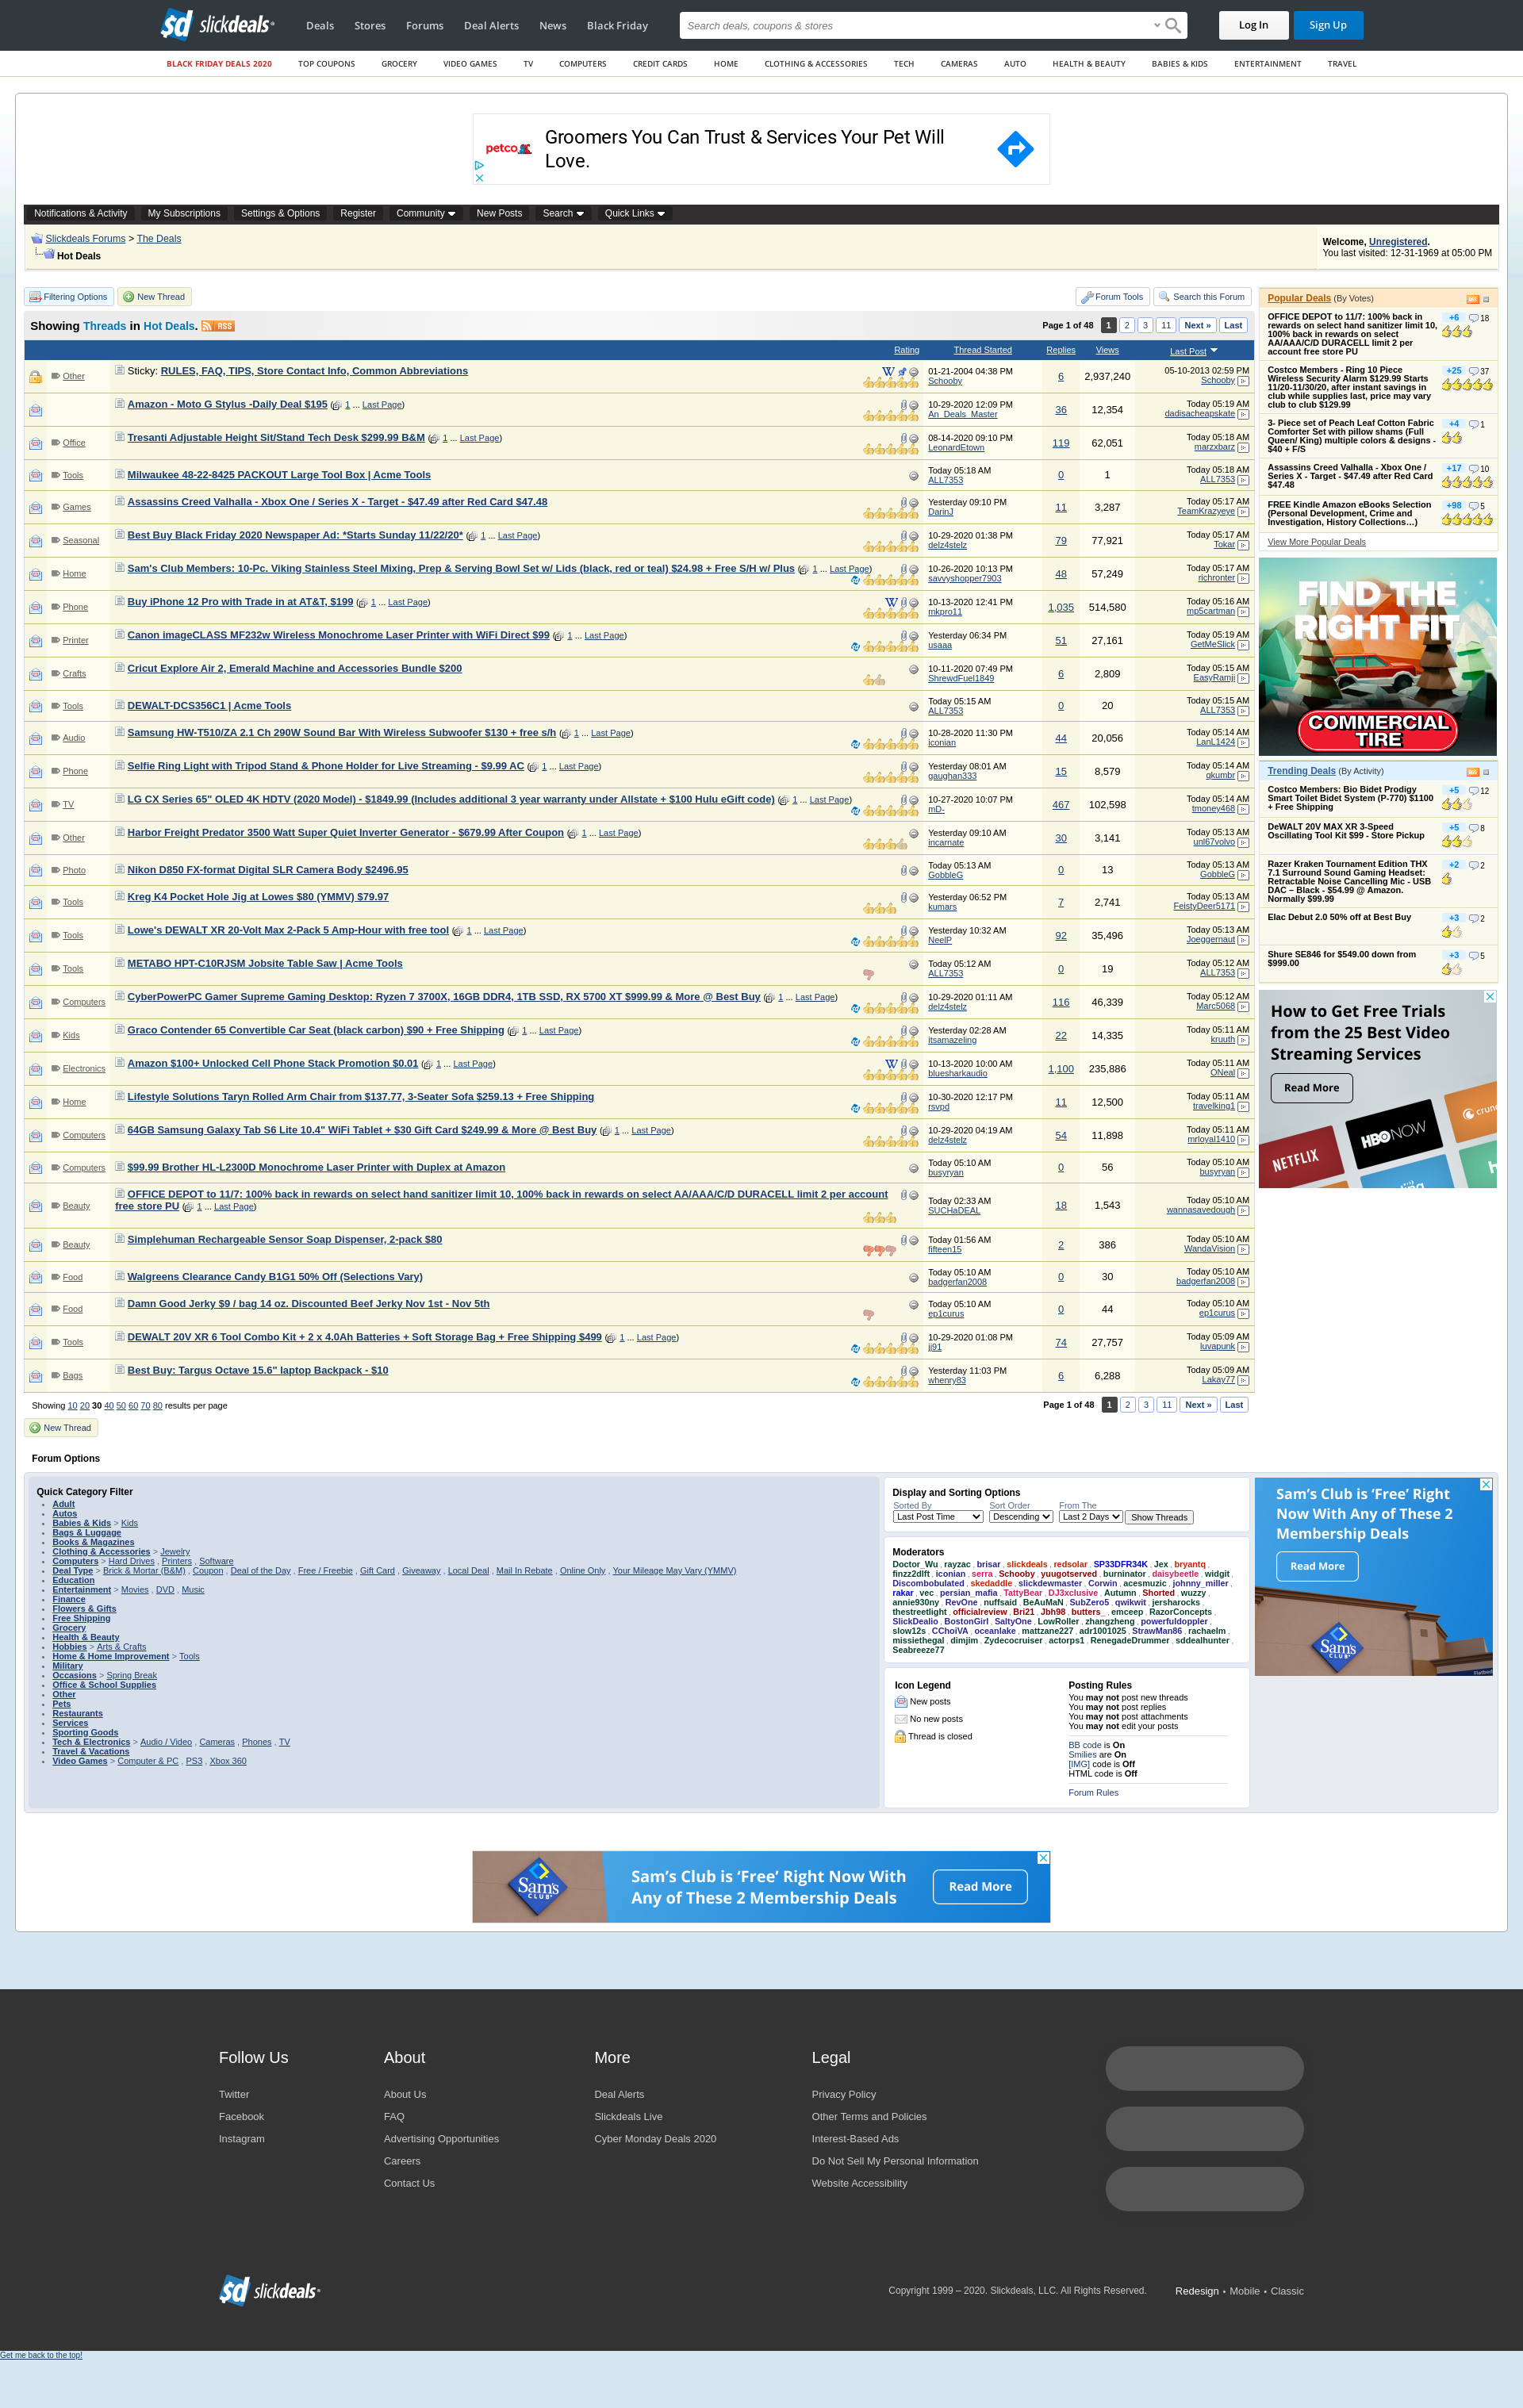 sd slickdeals
Deals Stores Forums Deal Alerts News Black Friday
Search deals, coupons & stores
Log In Sign Up
BLACK FRIDAY DEALS 2020 TOP COUPONS GROCERY VIDEO GAMES TV COMPUTERS CREDIT CARDS HOME CLOTHING & ACCESSORIES TECH CAMERAS AUTO HEALTH & BEAUTY BABIES & KIDS ENTERTAINMENT TRAVEL
petco
Groomers You Can Trust & Services Your Pet Will
Love.
Notifications & Activity My Subscriptions Settings & Options Register Community New Posts Search Quick Links
Slickdeals Forums > The Deals
Hot Deals
Welcome, Unregistered.
You last visited: 12-31-1969 at 05:00 PM
Filtering Options New Thread Forum Tools Search this Forum
Showing Threads in Hot Deals. RSS
Page 1 of 48 1 2 3 11 Next » Last
Rating Thread Started Replies Views Last Post
Other Sticky: RULES, FAQ, TIPS, Store Contact Info, Common Abbreviations 01-21-2004 04:38 PM Schooby 6 2,937,240 05-10-2013 02:59 PM Schooby
Amazon - Moto G Stylus -Daily Deal $195 ( 1 ... Last Page) 10-29-2020 12:09 PM An_Deals_Master 36 12,354 Today 05:19 AM dadisacheapskate
Office Tresanti Adjustable Height Sit/Stand Tech Desk $299.99 B&M ( 1 ... Last Page) 08-14-2020 09:10 PM LeonardEtown 119 62,051 Today 05:18 AM marzxbarz
Tools Milwaukee 48-22-8425 PACKOUT Large Tool Box | Acme Tools Today 05:18 AM ALL7353 0 1 Today 05:18 AM ALL7353
Games Assassins Creed Valhalla - Xbox One / Series X - Target - $47.49 after Red Card $47.48 Yesterday 09:10 PM DarinJ 11 3,287 Today 05:17 AM TeamKrazyeye
Seasonal Best Buy Black Friday 2020 Newspaper Ad: *Starts Sunday 11/22/20* ( 1 ... Last Page) 10-29-2020 01:38 PM delz4stelz 79 77,921 Today 05:17 AM Tokar
Home Sam's Club Members: 10-Pc. Viking Stainless Steel Mixing, Prep & Serving Bowl Set w/ Lids (black, red or teal) $24.98 + Free S/H w/ Plus ( 1 ... Last Page) 10-26-2020 10:13 PM savvyshopper7903 48 57,249 Today 05:17 AM richronter
Phone Buy iPhone 12 Pro with Trade in at AT&T, $199 ( 1 ... Last Page) 10-13-2020 12:41 PM mkpro11 1,035 514,580 Today 05:16 AM mp5cartman
Printer Canon imageCLASS MF232w Wireless Monochrome Laser Printer with WiFi Direct $99 ( 1 ... Last Page) Yesterday 06:34 PM usaaa 51 27,161 Today 05:19 AM GetMeSlick
Crafts Cricut Explore Air 2, Emerald Machine and Accessories Bundle $200 10-11-2020 07:49 PM ShrewdFuel1849 6 2,809 Today 05:15 AM EasyRamji
Tools DEWALT-DCS356C1 | Acme Tools Today 05:15 AM ALL7353 0 20 Today 05:15 AM ALL7353
Audio Samsung HW-T510/ZA 2.1 Ch 290W Sound Bar With Wireless Subwoofer $130 + free s/h ( 1 ... Last Page) 10-28-2020 11:30 PM iconian 44 20,056 Today 05:14 AM LanL1424
Phone Selfie Ring Light with Tripod Stand & Phone Holder for Live Streaming - $9.99 AC ( 1 ... Last Page) Yesterday 08:01 AM gaughan333 15 8,579 Today 05:14 AM qkumbr
TV LG CX Series 65" OLED 4K HDTV (2020 Model) - $1849.99 (Includes additional 3 year warranty under Allstate + $100 Hulu eGift code) ( 1 ... Last Page) 10-27-2020 10:07 PM mD- 467 102,598 Today 05:14 AM tmoney468
Other Harbor Freight Predator 3500 Watt Super Quiet Inverter Generator - $679.99 After Coupon ( 1 ... Last Page) Yesterday 09:10 AM incarnate 30 3,141 Today 05:13 AM unl67volvo
Photo Nikon D850 FX-format Digital SLR Camera Body $2496.95 Today 05:13 AM GobbleG 0 13 Today 05:13 AM GobbleG
Tools Kreg K4 Pocket Hole Jig at Lowes $80 (YMMV) $79.97 Yesterday 06:52 PM kumars 7 2,741 Today 05:13 AM FeistyDeer5171
Tools Lowe's DEWALT XR 20-Volt Max 2-Pack 5 Amp-Hour with free tool ( 1 ... Last Page) Yesterday 10:32 AM NeelP 92 35,496 Today 05:13 AM Joeggernaut
Tools METABO HPT-C10RJSM Jobsite Table Saw | Acme Tools Today 05:12 AM ALL7353 0 19 Today 05:12 AM ALL7353
Computers CyberPowerPC Gamer Supreme Gaming Desktop: Ryzen 7 3700X, 16GB DDR4, 1TB SSD, RX 5700 XT $999.99 & More @ Best Buy ( 1 ... Last Page) 10-29-2020 01:11 AM delz4stelz 116 46,339 Today 05:12 AM Marc5068
Kids Graco Contender 65 Convertible Car Seat (black carbon) $90 + Free Shipping ( 1 ... Last Page) Yesterday 02:28 AM itsamazeling 22 14,335 Today 05:11 AM kruuth
Electronics Amazon $100+ Unlocked Cell Phone Stack Promotion $0.01 ( 1 ... Last Page) 10-13-2020 10:00 AM bluesharkaudio 1,100 235,886 Today 05:11 AM ONeal
Home Lifestyle Solutions Taryn Rolled Arm Chair from $137.77, 3-Seater Sofa $259.13 + Free Shipping 10-30-2020 12:17 PM rsvpd 11 12,500 Today 05:11 AM travelking1
Computers 64GB Samsung Galaxy Tab S6 Lite 10.4" WiFi Tablet + $30 Gift Card $249.99 & More @ Best Buy ( 1 ... Last Page) 10-29-2020 04:19 AM delz4stelz 54 11,898 Today 05:11 AM mrloyal1410
Computers $99.99 Brother HL-L2300D Monochrome Laser Printer with Duplex at Amazon Today 05:10 AM busyryan 0 56 Today 05:10 AM busyryan
Beauty OFFICE DEPOT to 11/7: 100% back in rewards on select hand sanitizer limit 10, 100% back in rewards on select AA/AAA/C/D DURACELL limit 2 per account
free store PU ( 1 ... Last Page) Today 02:33 AM SUCHaDEAL 18 1,543 Today 05:10 AM wannasavedough
Beauty Simplehuman Rechargeable Sensor Soap Dispenser, 2-pack $80 Today 01:56 AM fifteen15 2 386 Today 05:10 AM WandaVision
Food Walgreens Clearance Candy B1G1 50% Off (Selections Vary) Today 05:10 AM badgerfan2008 0 30 Today 05:10 AM badgerfan2008
Food Damn Good Jerky $9 / bag 14 oz. Discounted Beef Jerky Nov 1st - Nov 5th Today 05:10 AM ep1curus 0 44 Today 05:10 AM ep1curus
Tools DEWALT 20V XR 6 Tool Combo Kit + 2 x 4.0Ah Batteries + Soft Storage Bag + Free Shipping $499 ( 1 ... Last Page) 10-29-2020 01:08 PM jj91 74 27,757 Today 05:09 AM luvapunk
Bags Best Buy: Targus Octave 15.6" laptop Backpack - $10 Yesterday 11:03 PM whenry83 6 6,288 Today 05:09 AM Lakay77
Showing 10 20 30 40 50 60 70 80 results per page
Page 1 of 48 1 2 3 11 Next » Last
New Thread
Popular Deals (By Votes)
OFFICE DEPOT to 11/7: 100% back in +6 18
rewards on select hand sanitizer limit 10,
100% back in rewards on select
AA/AAA/C/D DURACELL limit 2 per
account free store PU
Costco Members - Ring 10 Piece +25 37
Wireless Security Alarm $129.99 Starts
11/20-11/30/20, after instant savings in
club while supplies last, price may vary
club to club $129.99
3- Piece set of Peach Leaf Cotton Fabric +4 1
Comforter Set with pillow shams (Full
Queen/ King) multiple colors & designs -
$40 + F/S
Assassins Creed Valhalla - Xbox One / +17 10
Series X - Target - $47.49 after Red Card
$47.48
FREE Kindle Amazon eBooks Selection +98 5
(Personal Development, Crime and
Investigation, History Collections…)
View More Popular Deals
FIND THE
RIGHT FIT
COMMERCIAL
TIRE
Trending Deals (By Activity)
Costco Members: Bio Bidet Prodigy +5 12
Smart Toilet Bidet System (P-770) $1100
+ Free Shipping
DeWALT 20V MAX XR 3-Speed +5 8
Oscillating Tool Kit $99 - Store Pickup
Razer Kraken Tournament Edition THX +2 2
7.1 Surround Sound Gaming Headset:
Retractable Noise Cancelling Mic - USB
DAC – Black - $54.99 @ Amazon.
Normally $99.99
Elac Debut 2.0 50% off at Best Buy +3 2
Shure SE846 for $549.00 down from +3 5
$999.00
How to Get Free Trials
from the 25 Best Video
Streaming Services
Read More
NETFLIX HBONOW crunc
Forum Options
Quick Category Filter
Adult
Autos
Babies & Kids > Kids
Bags & Luggage
Books & Magazines
Clothing & Accessories > Jewelry
Computers > Hard Drives , Printers , Software
Deal Type > Brick & Mortar (B&M) , Coupon , Deal of the Day , Free / Freebie , Gift Card , Giveaway , Local Deal , Mail In Rebate , Online Only , Your Mileage May Vary (YMMV)
Education
Entertainment > Movies , DVD , Music
Finance
Flowers & Gifts
Free Shipping
Grocery
Health & Beauty
Hobbies > Arts & Crafts
Home & Home Improvement > Tools
Military
Occasions > Spring Break
Office & School Supplies
Other
Pets
Restaurants
Services
Sporting Goods
Tech & Electronics > Audio / Video , Cameras , Phones , TV
Travel & Vacations
Video Games > Computer & PC , PS3 , Xbox 360
Display and Sorting Options
Sorted By Sort Order From The
Last Post Time Descending Last 2 Days Show Threads
Moderators
Doctor_Wu , rayzac , brisar , slickdeals , redsolar , SP33DFR34K , Jex , bryantq ,
finzz2dlft , iconian , serra , Schooby , yuugotserved , burninator , daisybeetle , widgit ,
Discombobulated , skedaddle , slickdewmaster , Corwin , acesmuzic , johnny_miller ,
rakar , vec , persian_mafia , TattyBear , DJ3xclusive , Autumn , Shorted , wuzzy ,
annie930ny , RevOne , nuffsaid , BeAuMaN , SubZero5 , qwikwit , jersharocks ,
thestreetlight , officialreview , Bri21 , Jbh98 , butters_ , emceep , RazorConcepts ,
SlickDealio , BostonGirl , SaltyOne , LowRoller , zhangzheng , powerfuldoppler ,
slow12s , CChoiVA , oceanlake , mattzane227 , adr1001025 , StrawMan86 , rachaelm ,
missiethegal , dimjim , Zydecocruiser , actorps1 , RenegadeDrummer , sddealhunter ,
Seabreeze77
Icon Legend
New posts
No new posts
Thread is closed
Posting Rules
You may not post new threads
You may not post replies
You may not post attachments
You may not edit your posts
BB code is On
Smilies are On
[IMG] code is Off
HTML code is Off
Forum Rules
Sam's Club is ‘Free’ Right
Now With Any of These 2
Membership Deals
Read More
Sam's CLUB
Sam's CLUB
Sam's Club is ‘Free’ Right Now With
Any of These 2 Membership Deals
Read More
Follow Us About More Legal
Twitter About Us Deal Alerts Privacy Policy
Facebook FAQ Slickdeals Live Other Terms and Policies
Instagram Advertising Opportunities Cyber Monday Deals 2020 Interest-Based Ads
Careers Do Not Sell My Personal Information
Contact Us Website Accessibility
sd slickdeals
Copyright 1999 – 2020. Slickdeals, LLC. All Rights Reserved. Redesign • Mobile • Classic
Get me back to the top!